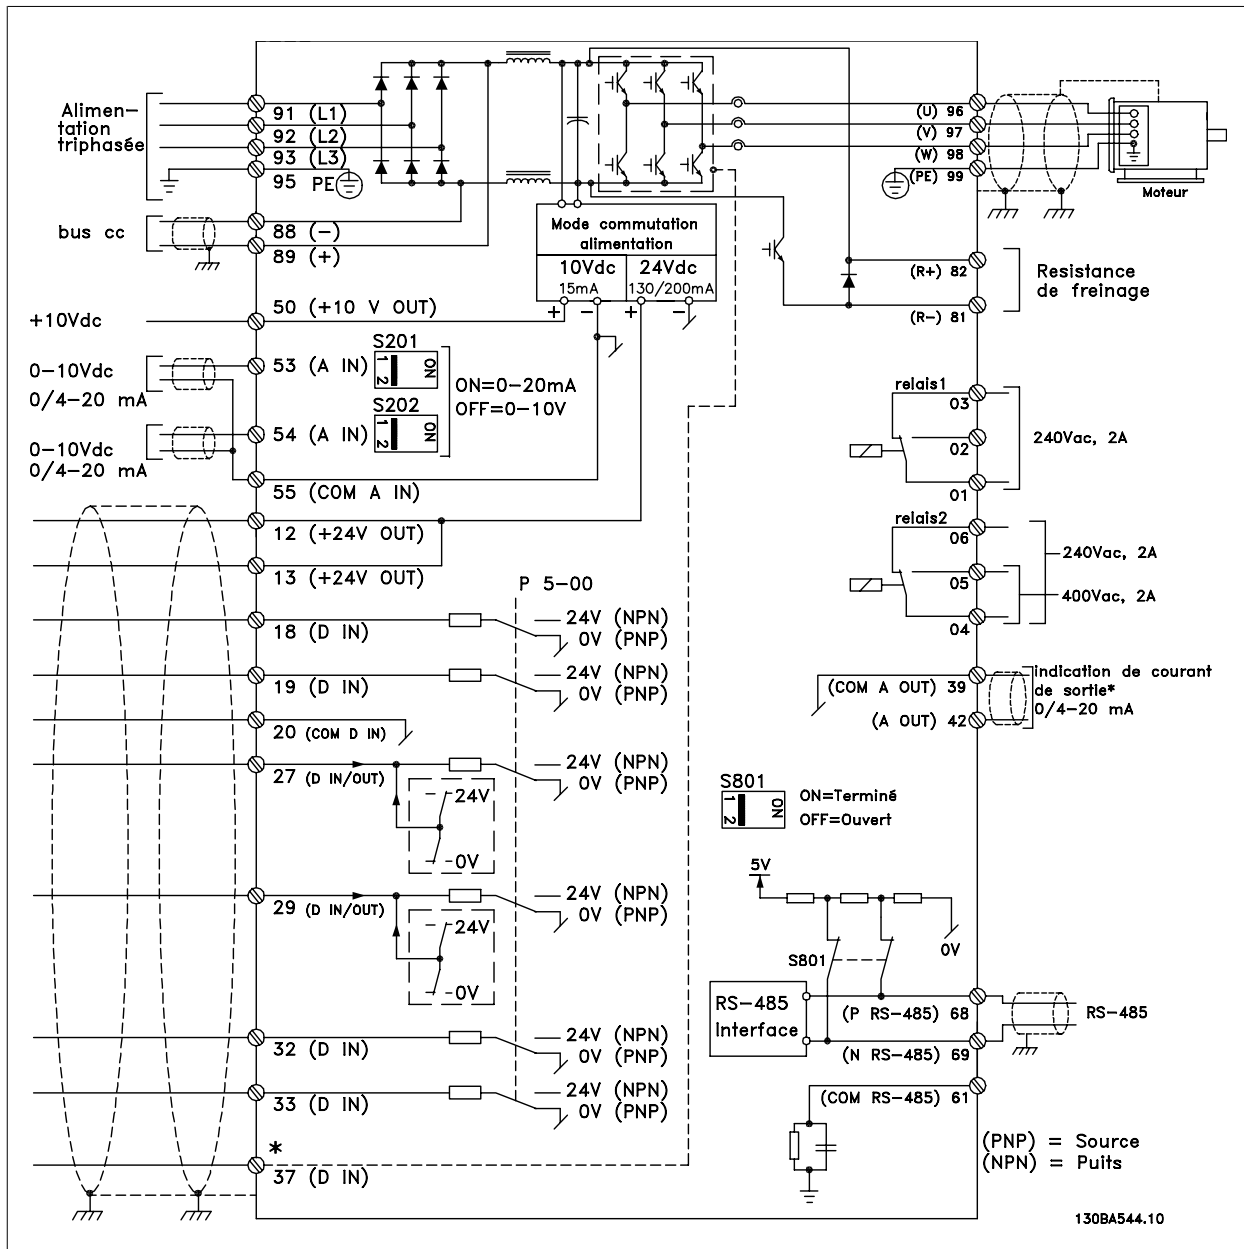 Alimen-
tation
triphasée
91 (L1)
92 (L2)
93 (L3)
95 PE
bus cc
88 (-)
89 (+)
+10Vdc
50 (+10 V OUT)
0-10Vdc
0/4-20 mA
53 (A IN)
S201
1 2
ON
ON=0-20mA
OFF=0-10V
S202
1 2
ON
0-10Vdc
0/4-20 mA
54 (A IN)
55 (COM A IN)
12 (+24V OUT)
13 (+24V OUT)
P 5-00
18 (D IN)
24V (NPN)
0V (PNP)
19 (D IN)
24V (NPN)
0V (PNP)
20 (COM D IN)
27 (D IN/OUT)
24V (NPN)
0V (PNP)
24V
0V
29 (D IN/OUT)
24V (NPN)
0V (PNP)
24V
0V
32 (D IN)
24V (NPN)
0V (PNP)
33 (D IN)
24V (NPN)
0V (PNP)
*
37 (D IN)
Mode commutation
alimentation
10Vdc
15mA
24Vdc
130/200mA
+ - + -
(U) 96
(V) 97
(W) 98
(PE) 99
Moteur
(R+) 82
(R-) 81
Resistance
de freinage
relais1
03
02
01
240Vac, 2A
relais2
06
05
04
240Vac, 2A
400Vac, 2A
(COM A OUT) 39
(A OUT) 42
indication de courant
de sortie*
0/4-20 mA
S801
1 2
ON
ON=Terminé
OFF=Ouvert
5V
0V
S801
RS-485
Interface
(P RS-485) 68
(N RS-485) 69
RS-485
(COM RS-485) 61
(PNP) = Source
(NPN) = Puits
130BA544.10